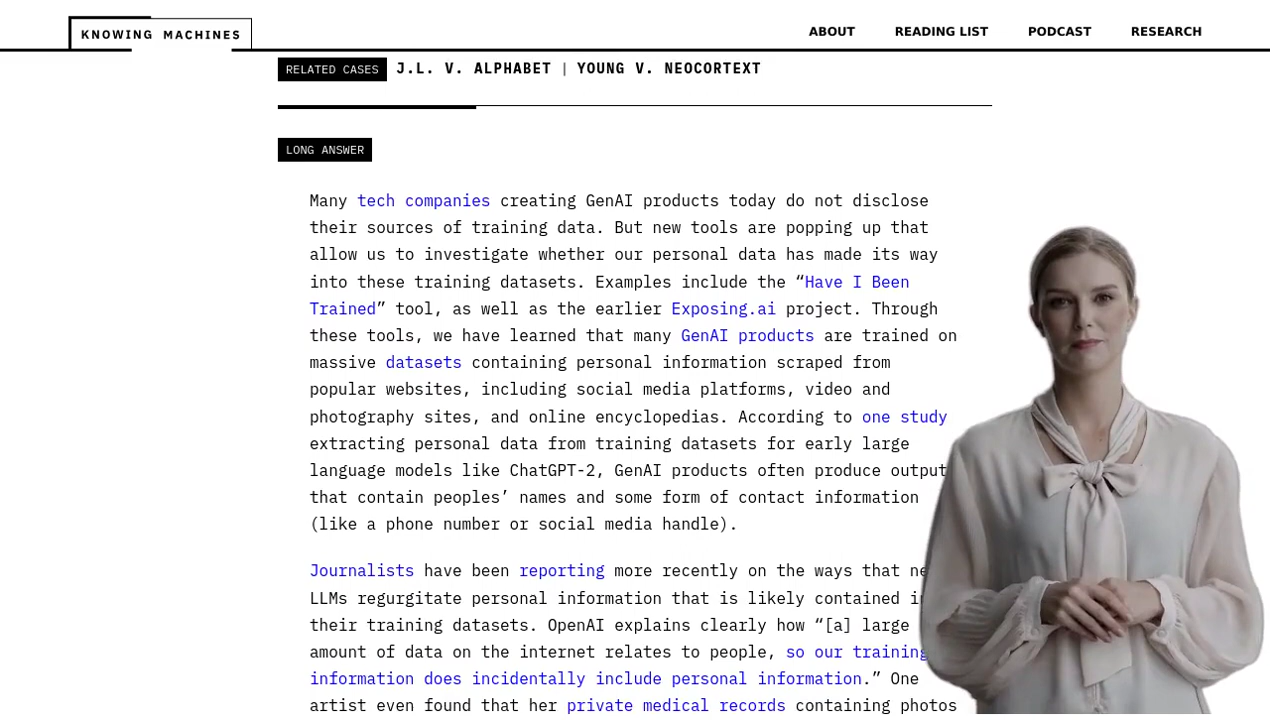 KNOWING MACHINES
ABOUT READING LIST PODCAST RESEARCH
RELATED CASES J.L. V. ALPHABET | YOUNG V. NEOCORTEXT
LONG ANSWER
Many tech companies creating GenAI products today do not disclose
their sources of training data. But new tools are popping up that
allow us to investigate whether our personal data has made its way
into these training datasets. Examples include the “Have I Been
Trained” tool, as well as the earlier Exposing.ai project. Through
these tools, we have learned that many GenAI products are trained on
massive datasets containing personal information scraped from
popular websites, including social media platforms, video and
photography sites, and online encyclopedias. According to one study
extracting personal data from training datasets for early large
language models like ChatGPT-2, GenAI products often produce output
that contain peoples’ names and some form of contact information
(like a phone number or social media handle).
Journalists have been reporting more recently on the ways that
LLMs regurgitate personal information that is likely contained
their training datasets. OpenAI explains clearly how “[a] large
amount of data on the internet relates to people, so our training
information does incidentally include personal information.” One
artist even found that her private medical records containing photos